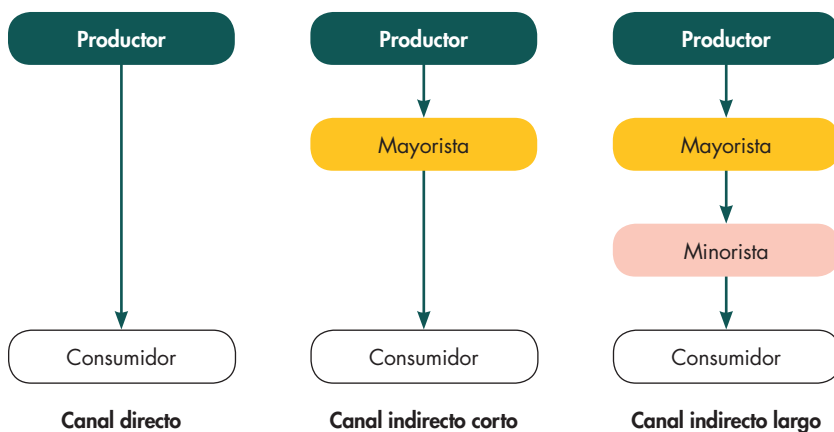 Productor
Productor
Productor
Mayorista
Mayorista
Minorista
Consumidor
Consumidor
Consumidor
Canal directo
Canal indirecto corto
Canal indirecto largo